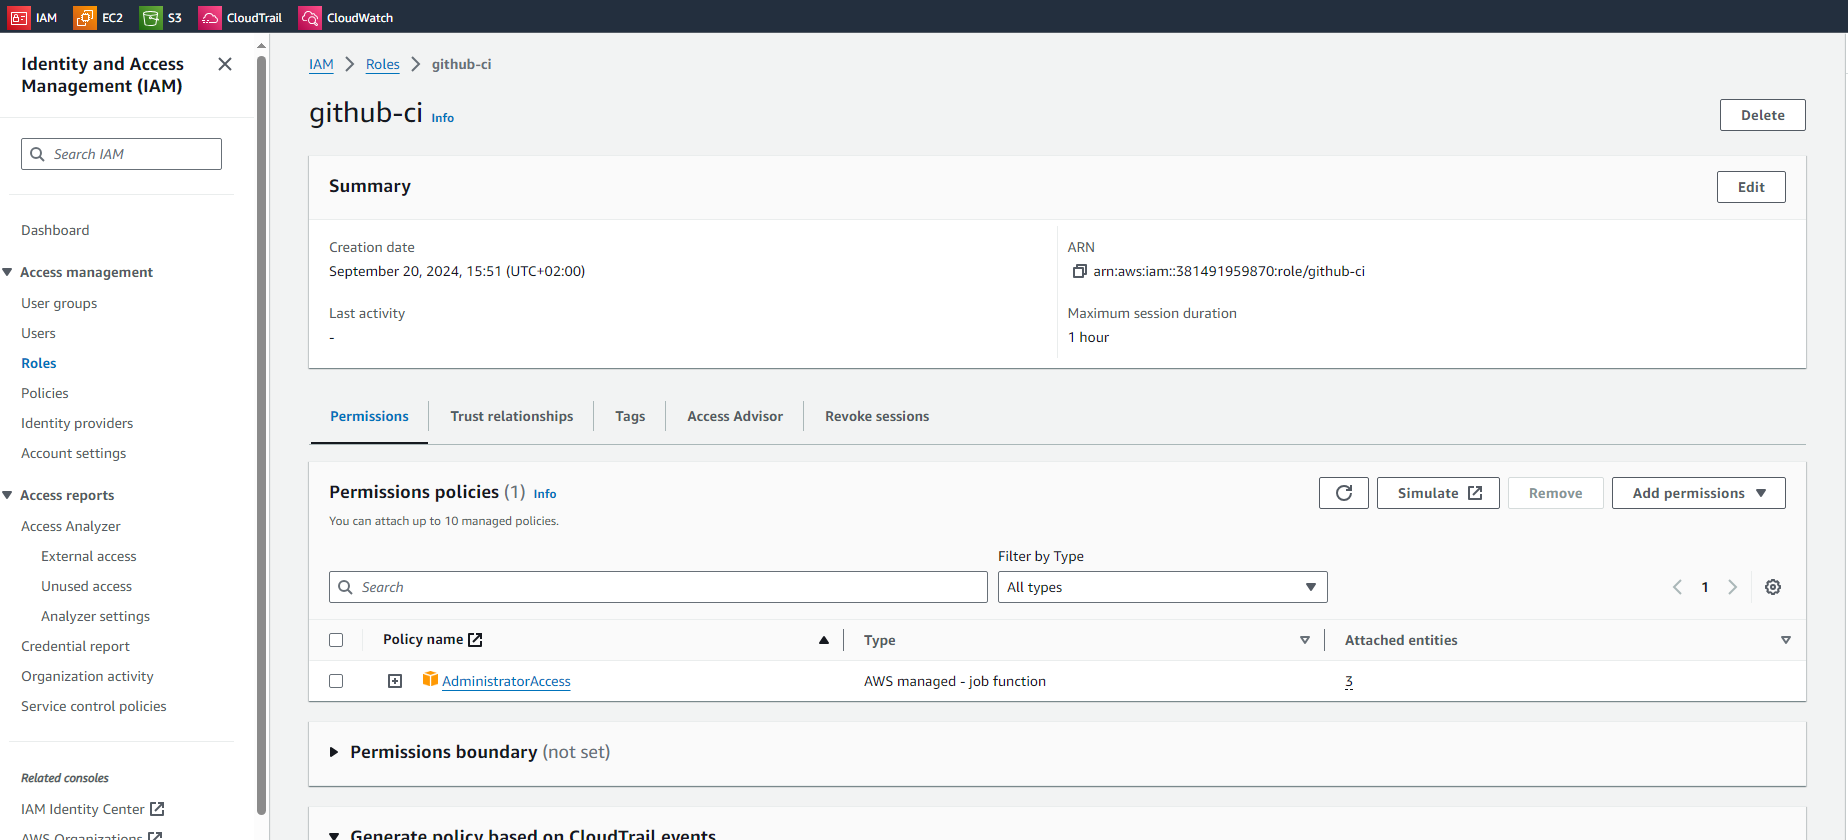 IAM EC2 S3 CloudTrail CloudWatch
Identity and Access
Management (IAM)
Search IAM
Dashboard
Access management
User groups
Users
Roles
Policies
Identity providers
Account settings
Access reports
Access Analyzer
External access
Unused access
Analyzer settings
Credential report
Organization activity
Service control policies
Related consoles
IAM Identity Center
AWS Organizations
IAM Roles github-ci
github-ci Info
Delete
Summary
Edit
Creation date
September 20, 2024, 15:51 (UTC+02:00)
ARN
arn:aws:iam::381491959870:role/github-ci
Last activity
-
Maximum session duration
1 hour
Permissions Trust relationships Tags Access Advisor Revoke sessions
Permissions policies (1) Info
You can attach up to 10 managed policies.
Simulate Remove Add permissions
Filter by Type
Search
All types
1
Policy name Type Attached entities
AdministratorAccess AWS managed - job function 3
Permissions boundary (not set)
Generate policy based on CloudTrail events